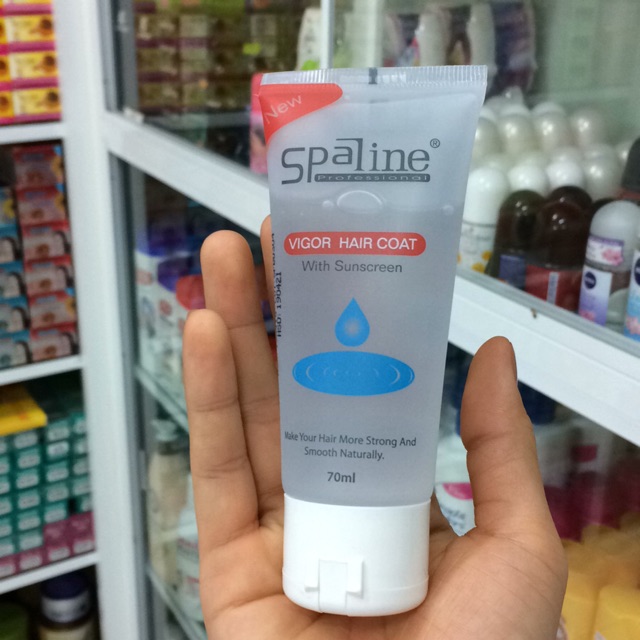 New
Spaline®
Professional
VIGOR HAIR COAT
With Sunscreen
Make Your Hair More Strong And
Smooth Naturally.
70ml